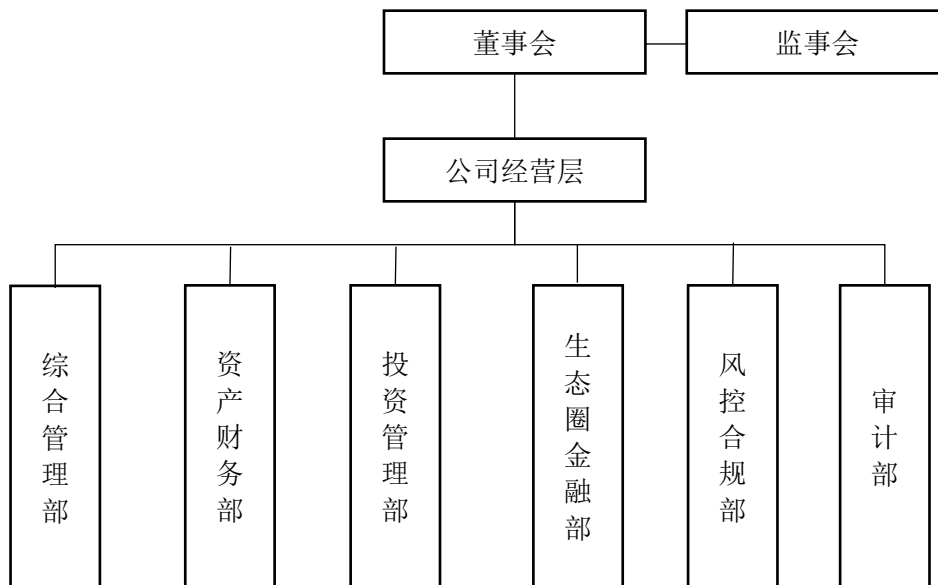 董事会
监事会
公司经营层
综合管理部
资产财务部
投资管理部
生态圈金融部
风控合规部
审计部